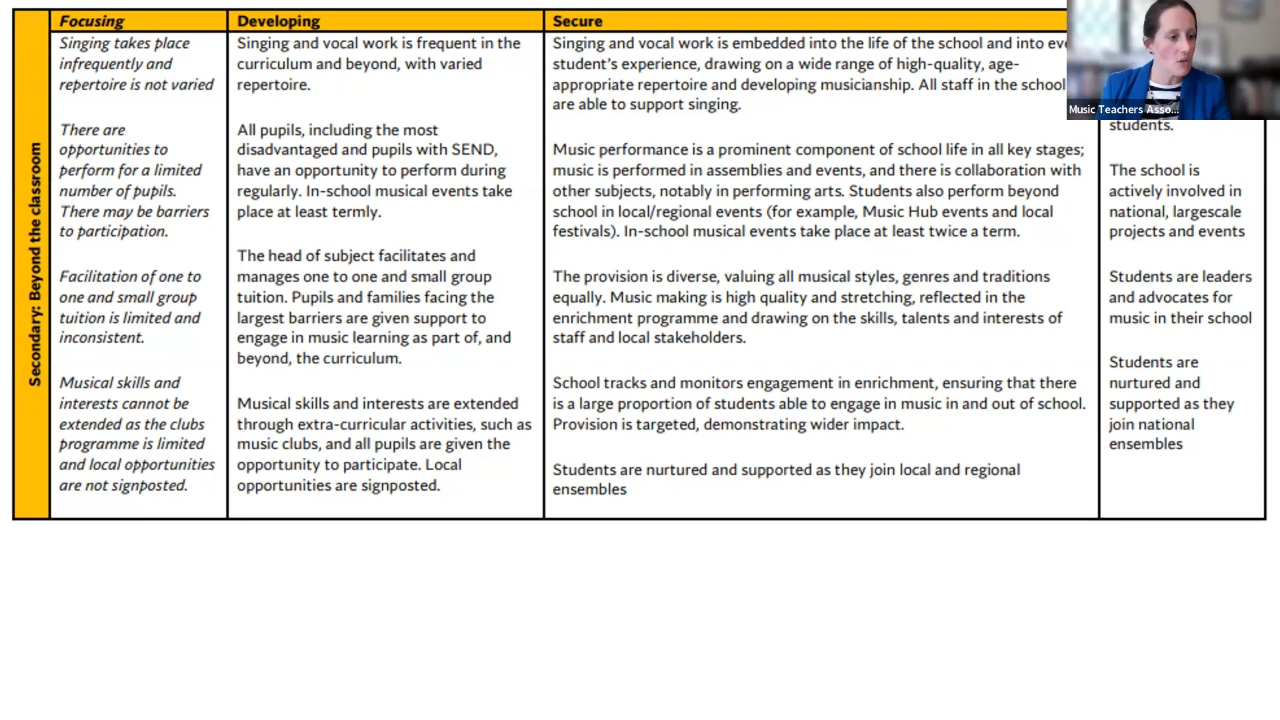 Focusing
Singing takes place
infrequently and
repertoire is not varied
There are
opportunities to
perform for a limited
number of pupils.
There may be barriers
to participation.
Facilitation of one to
one and small group
tuition is limited and
inconsistent.
Musical skills and
interests cannot be
extended as the clubs
programme is limited
and local opportunities
are not signposted.
Developing
Singing and vocal work is frequent in the
curriculum and beyond, with varied
repertoire.
All pupils, including the most
disadvantaged and pupils with SEND,
have an opportunity to perform during
regularly. In-school musical events take
place at least termly.
The head of subject facilitates and
manages one to one and small group
tuition. Pupils and families facing the
largest barriers are given support to
engage in music learning as part of, and
beyond, the curriculum.
Musical skills and interests are extended
through extra-curricular activities, such as
music clubs, and all pupils are given the
opportunity to participate. Local
opportunities are signposted.
Secure
Singing and vocal work is embedded into the life of the school and into
student's experience, drawing on a wide range of high-quality, age-
appropriate repertoire and developing musicianship. All staff in the school
are able to support singing.
Music performance is a prominent component of school life in all key stages;
music is performed in assemblies and events, and there is collaboration with
other subjects, notably in performing arts. Students also perform beyond
school in local/regional events (for example, Music Hub events and local
festivals). In-school musical events take place at least twice a term.
The provision is diverse, valuing all musical styles, genres and traditions
equally. Music making is high quality and stretching, reflected in the
enrichment programme and drawing on the skills, talents and interests of
staff and local stakeholders.
School tracks and monitors engagement in enrichment, ensuring that there
is a large proportion of students able to engage in music in and out of school.
Provision is targeted, demonstrating wider impact.
Students are nurtured and supported as they join local and regional
ensembles
students.
The school is
actively involved in
national, largescale
projects and events
Students are leaders
and advocates for
music in their school
Students are
nurtured and
supported as they
join national
ensembles
Secondary: Beyond the classroom
Music Teachers Asso...